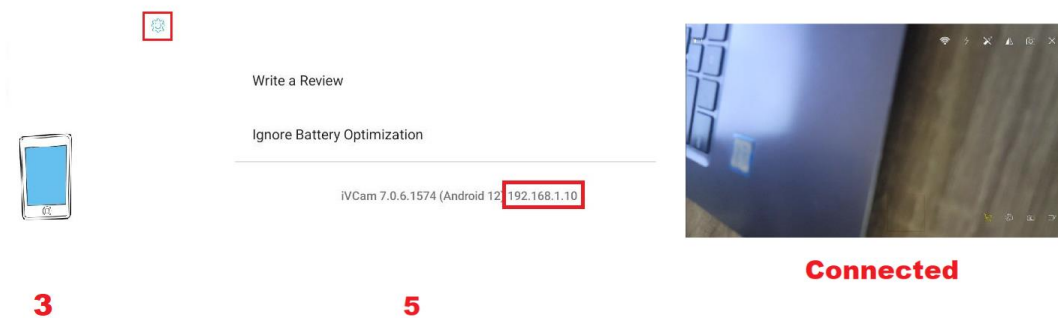 Write a Review
Ignore Battery Optimization
iVCam 7.0.6.1574 (Android 12) 192.168.1.10
Connected
3
5